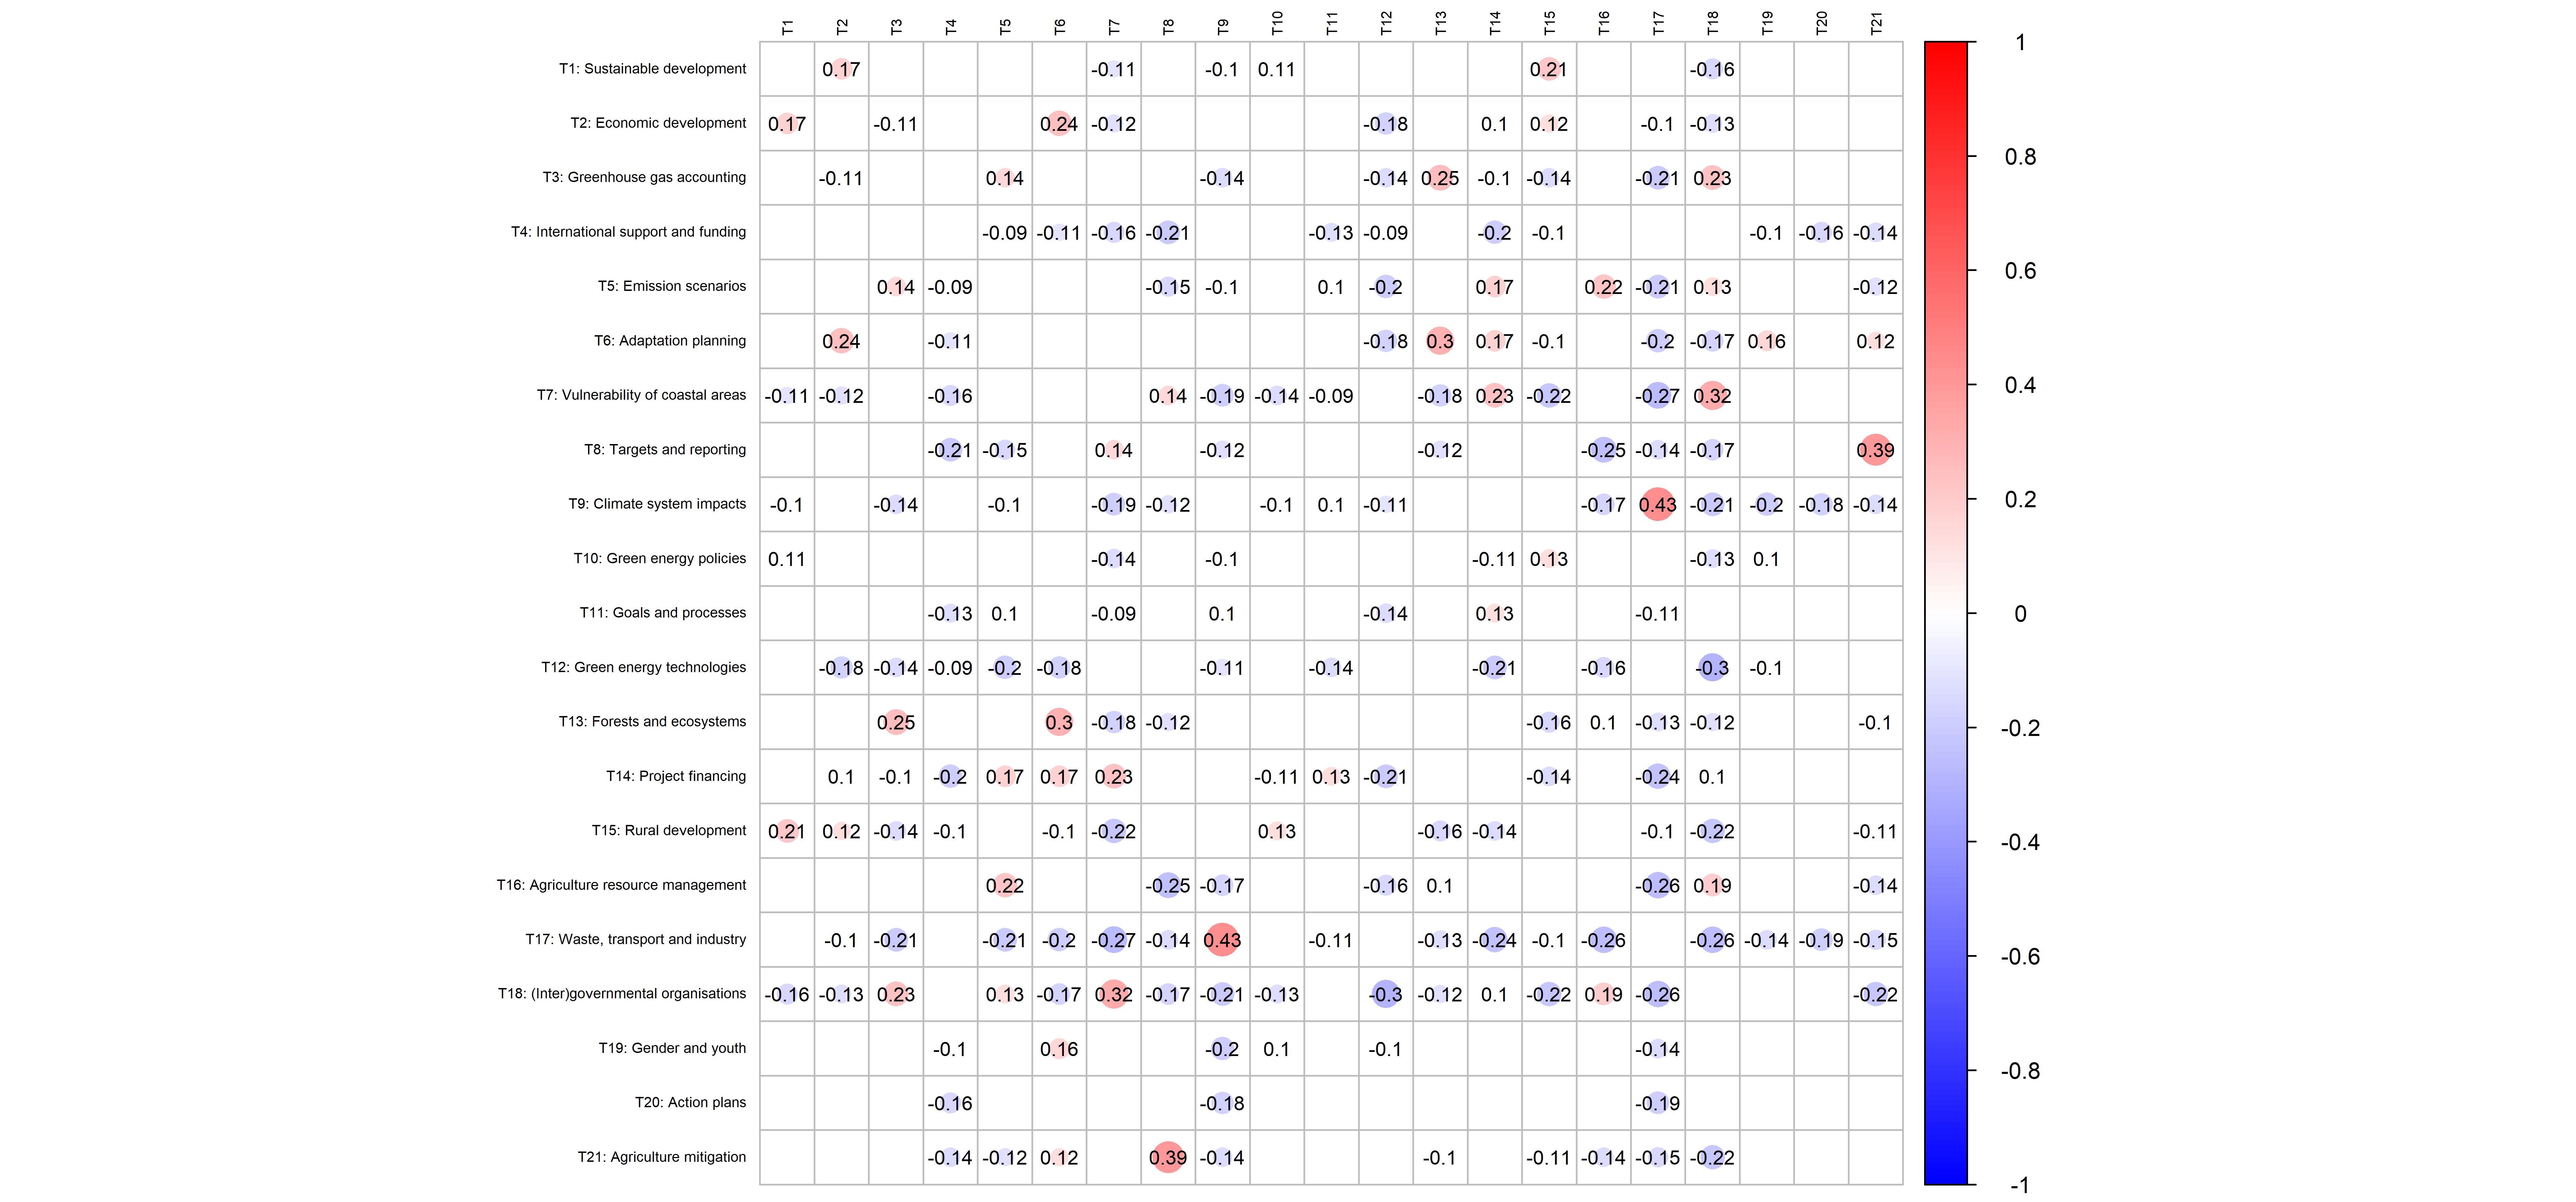 T1 T2 T3 T4 T5 T6 T7 T8 T9 T10 T11 T12 T13 T14 T15 T16 T17 T18 T19 T20 T21
T1: Sustainable development 0.17 -0.11 -0.1 0.11 0.21 -0.16
T2: Economic development 0.17 -0.11 0.24 -0.12 -0.18 0.1 0.12 -0.1 -0.13
T3: Greenhouse gas accounting -0.11 0.14 -0.14 -0.14 0.25 -0.1 -0.14 -0.21 0.23
T4: International support and funding -0.09 -0.11 -0.16 -0.21 -0.13 -0.09 -0.2 -0.1 -0.1 -0.16 -0.14
T5: Emission scenarios 0.14 -0.09 -0.15 -0.1 0.1 -0.2 0.17 0.22 -0.21 0.13 -0.12
T6: Adaptation planning 0.24 -0.11 -0.18 0.3 0.17 -0.1 -0.2 -0.17 0.16 0.12
T7: Vulnerability of coastal areas -0.11 -0.12 -0.16 0.14 -0.19 -0.14 -0.09 -0.18 0.23 -0.22 -0.27 0.32
T8: Targets and reporting -0.21 -0.15 0.14 -0.12 -0.12 -0.25 -0.14 -0.17 0.39
T9: Climate system impacts -0.1 -0.14 -0.1 -0.19 -0.12 -0.1 0.1 -0.11 -0.17 0.43 -0.21 -0.2 -0.18 -0.14
T10: Green energy policies 0.11 -0.14 -0.1 -0.11 0.13 -0.13 0.1
T11: Goals and processes -0.13 0.1 -0.09 0.1 -0.14 0.13 -0.11
T12: Green energy technologies -0.18 -0.14 -0.09 -0.2 -0.18 -0.11 -0.14 -0.21 -0.16 -0.3 -0.1
T13: Forests and ecosystems 0.25 0.3 -0.18 -0.12 -0.16 0.1 -0.13 -0.12 -0.1
T14: Project financing 0.1 -0.1 -0.2 0.17 0.17 0.23 -0.11 0.13 -0.21 -0.14 -0.24 0.1
T15: Rural development 0.21 0.12 -0.14 -0.1 -0.1 -0.22 0.13 -0.16 -0.14 -0.1 -0.22 -0.11
T16: Agriculture resource management 0.22 -0.25 -0.17 -0.16 0.1 -0.26 0.19 -0.14
T17: Waste, transport and industry -0.1 -0.21 -0.21 -0.2 -0.27 -0.14 0.43 -0.11 -0.13 -0.24 -0.1 -0.26 -0.26 -0.14 -0.19 -0.15
T18: (Inter)governmental organisations -0.16 -0.13 0.23 0.13 -0.17 0.32 -0.17 -0.21 -0.13 -0.3 -0.12 0.1 -0.22 0.19 -0.26 -0.22
T19: Gender and youth -0.1 0.16 -0.2 0.1 -0.1 -0.14
T20: Action plans -0.16 -0.18 -0.19
T21: Agriculture mitigation -0.14 -0.12 0.12 0.39 -0.14 -0.1 -0.11 -0.14 -0.15 -0.22
1
0.8
0.6
0.4
0.2
0
-0.2
-0.4
-0.6
-0.8
-1